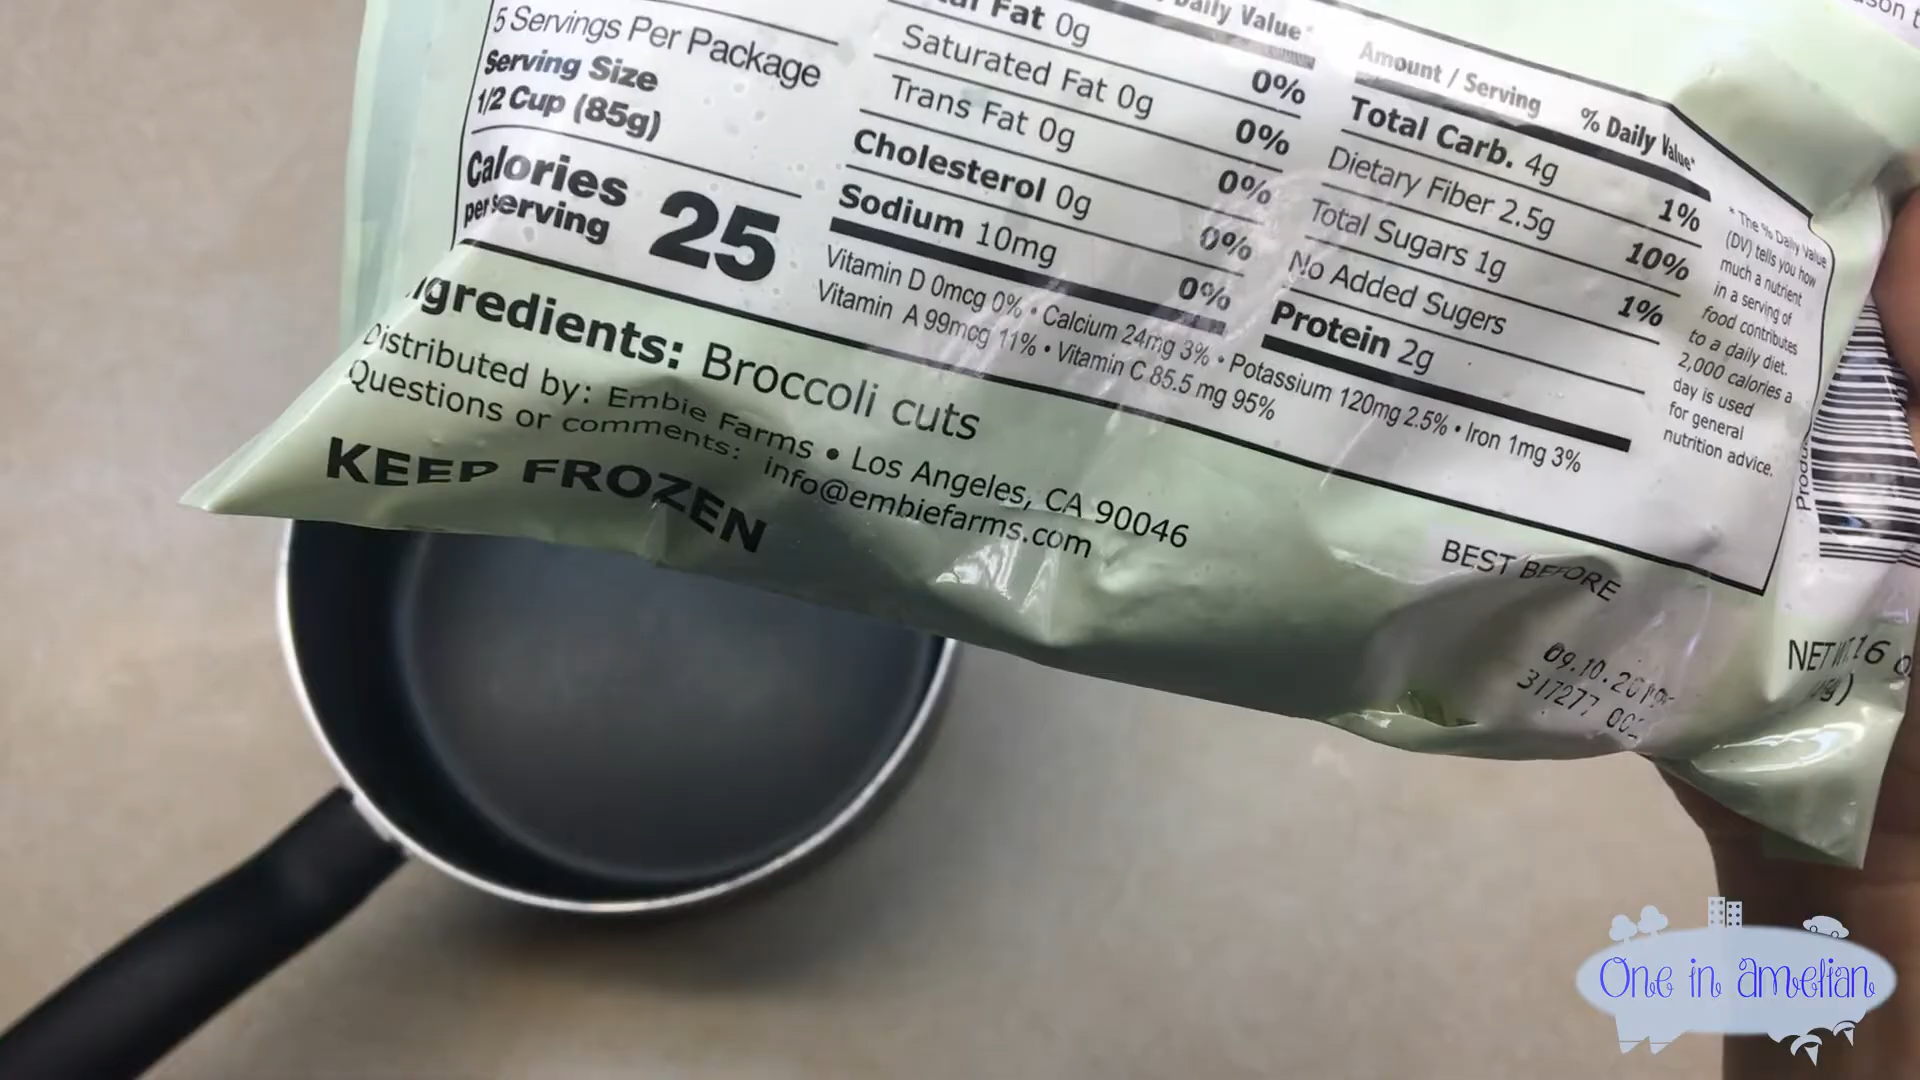 5 Servings Per Package
Serving Size
1/2 Cup (85g)
Calories
per serving
25
Daily Value*
Fat 0g 0%
Saturated Fat 0g 0%
Trans Fat 0g 0%
Cholesterol 0g 0%
Sodium 10mg 0%
Amount / Serving % Daily Value*
Total Carb. 4g 1%
Dietary Fiber 2.5g 10%
Total Sugars 1g 1%
No Added Sugers
Protein 2g
Vitamin D 0mcg 0% • Calcium 24mg 3% • Potassium 120mg 2.5% • Iron 1mg 3%
Vitamin A 99mcg 11% • Vitamin C 85.5 mg 95%
* The % Daily Value
(DV) tells you how
much a nutrient
in a serving of
food contributes
to a daily diet.
2,000 calories a
day is used
for general
nutrition advice.
Ingredients: Broccoli cuts
Distributed by: Embie Farms • Los Angeles, CA 90046
Questions or comments: info@embiefarms.com
KEEP FROZEN
BEST BEFORE
317277
NET WT.16
One in amelian